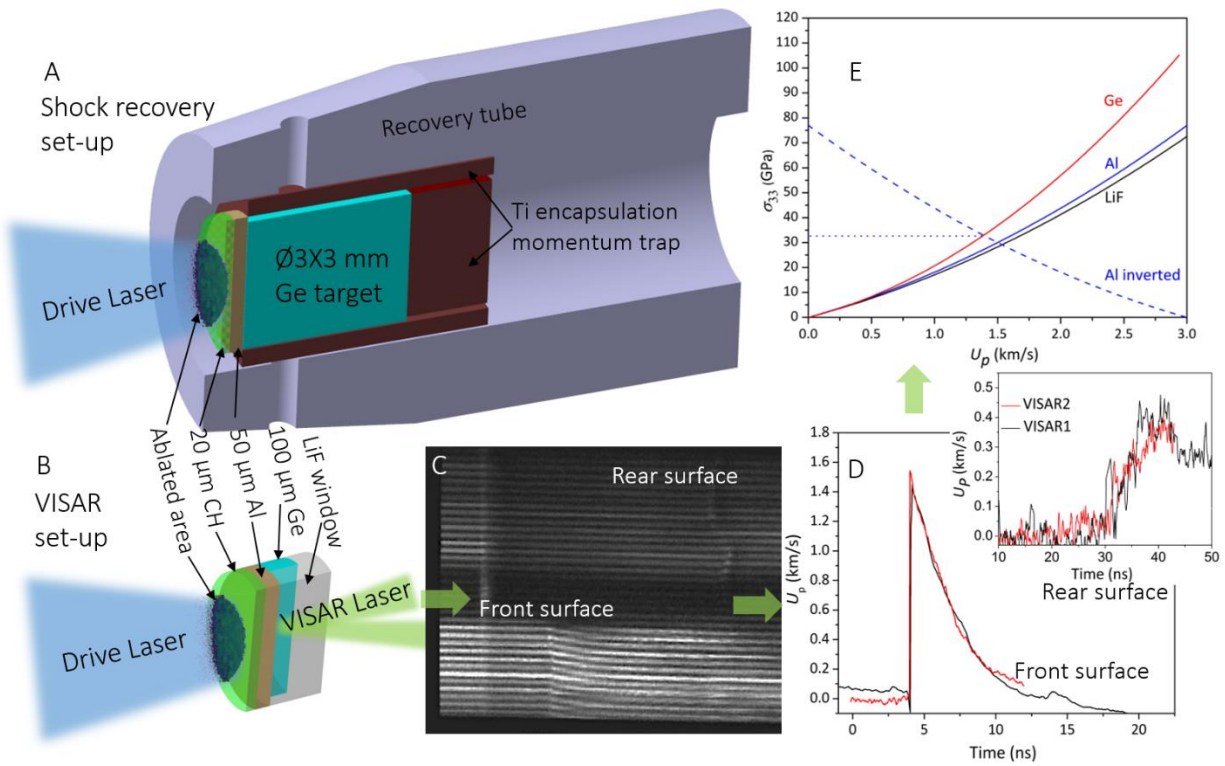 A
Shock recovery
set-up
Recovery tube
Ti encapsulation
momentum trap
Ø3X3 mm
Ge target
Drive Laser
Ablated area
20 μm CH
50 μm Al
100 μm Ge
LiF window
B
VISAR
set-up
Drive Laser
VISAR Laser
C
Rear surface
Front surface
E
120
110
100
90
80
70
60
50
40
30
20
10
0
σ33 (GPa)
Ge
Al
LiF
Al inverted
0.0 0.5 1.0 1.5 2.0 2.5 3.0
Up (km/s)
D
1.8
1.6
1.4
1.2
1.0
0.8
0.6
0.4
0.2
0.0
Up (km/s)
Front surface
0 5 10 15 20
Time (ns)
0.5
0.4
0.3
0.2
0.1
0.0
Up (km/s)
VISAR2
VISAR1
10 20 30 40 50
Time (ns)
Rear surface